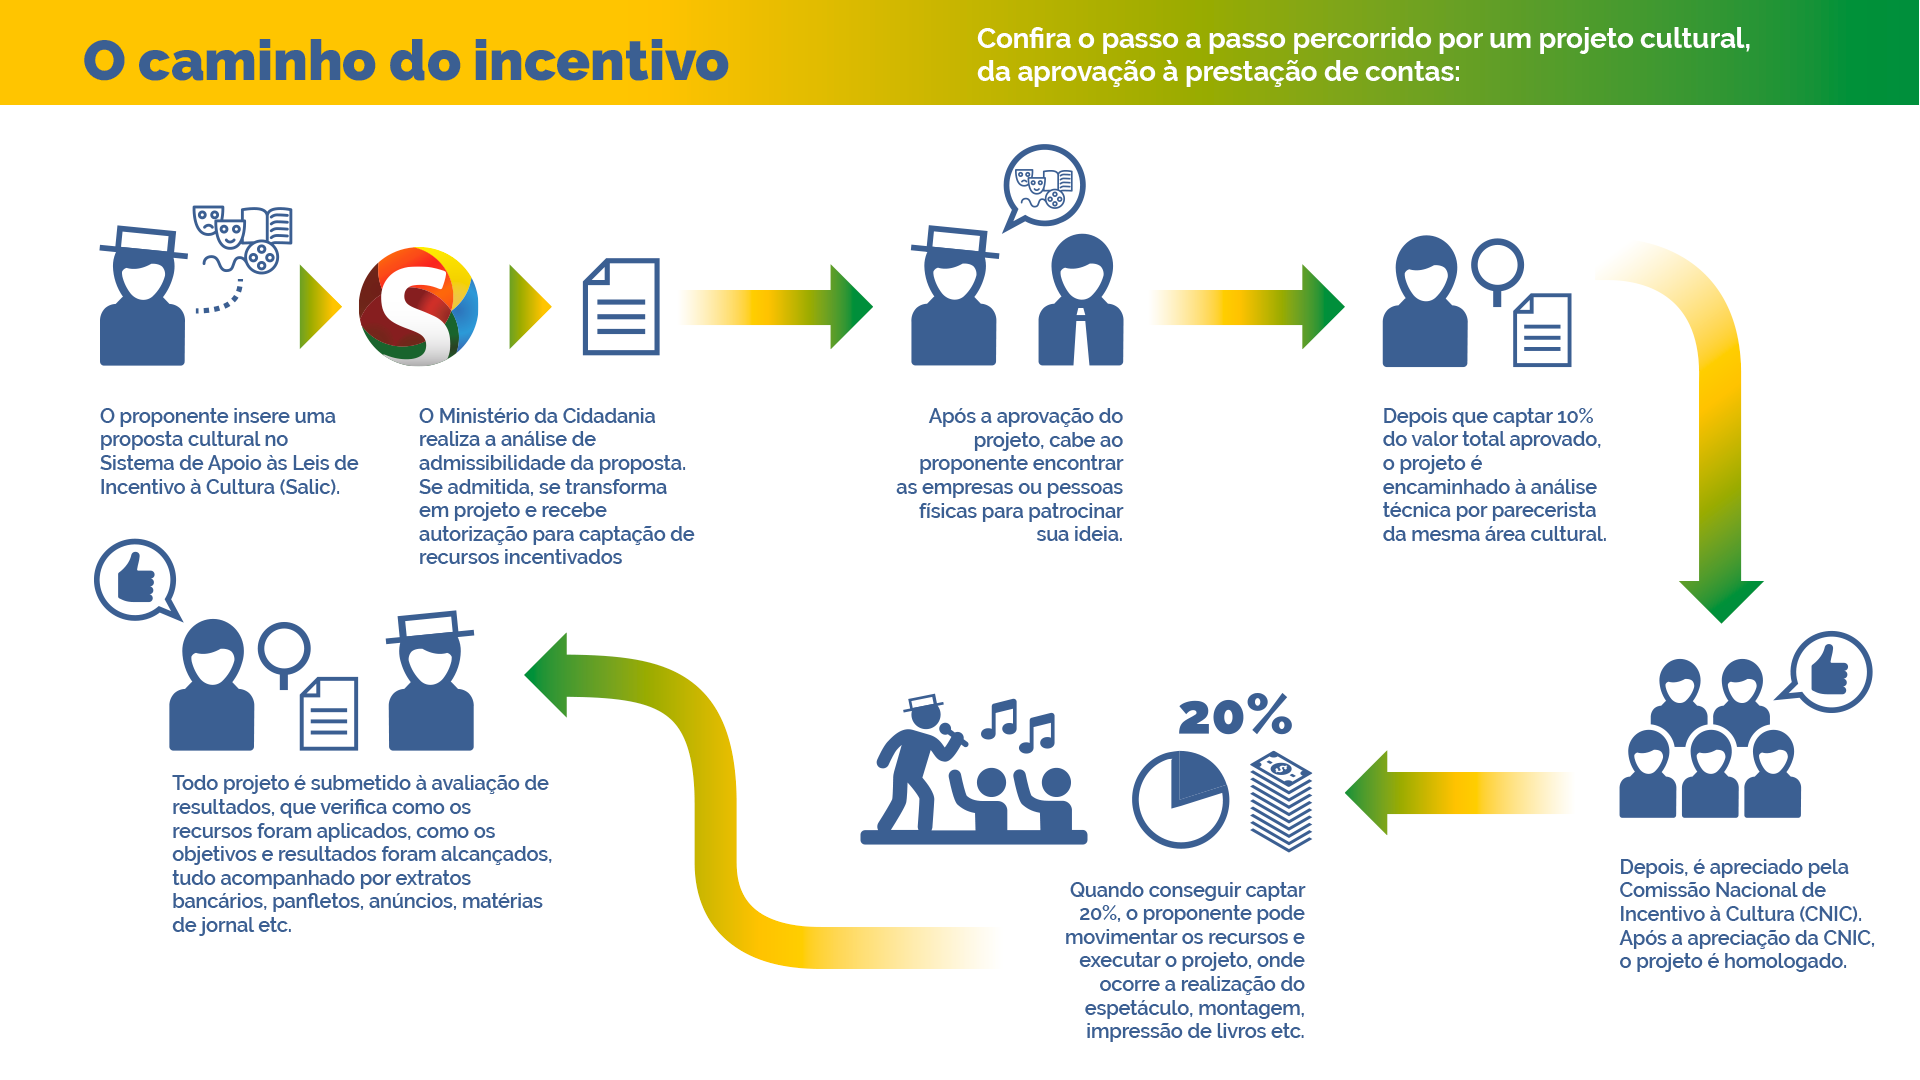 O caminho do incentivo
Confira o passo a passo percorrido por um projeto cultural,
da aprovação à prestação de contas:
S
O proponente insere uma
proposta cultural no
Sistema de Apoio às Leis de
Incentivo à Cultura (Salic).
O Ministério da Cidadania
realiza a análise de
admissibilidade da proposta.
Se admitida, se transforma
em projeto e recebe
autorização para captação de
recursos incentivados
Após a aprovação do
projeto, cabe ao
proponente encontrar
as empresas ou pessoas
físicas para patrocinar
sua ideia.
Depois que captar 10%
do valor total aprovado,
o projeto é
encaminhado à análise
técnica por parecerista
da mesma área cultural.
Depois, é apreciado pela
Comissão Nacional de
Incentivo à Cultura (CNIC).
Após a apreciação da CNIC,
o projeto é homologado.
20%
$
Quando conseguir captar
20%, o proponente pode
movimentar os recursos e
executar o projeto, onde
ocorre a realização do
espetáculo, montagem,
impressão de livros etc.
Todo projeto é submetido à avaliação de
resultados, que verifica como os
recursos foram aplicados, como os
objetivos e resultados foram alcançados,
tudo acompanhado por extratos
bancários, panfletos, anúncios, matérias
de jornal etc.